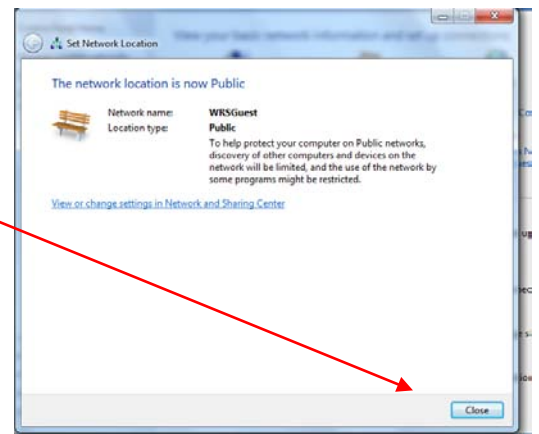 Set Network Location
The network location is now Public
Network name: WRSGuest
Location type: Public
To help protect your computer on Public networks,
discovery of other computers and devices on the
network will be limited, and the use of the network by
some programs might be restricted.
View or change settings in Network and Sharing Center
Close